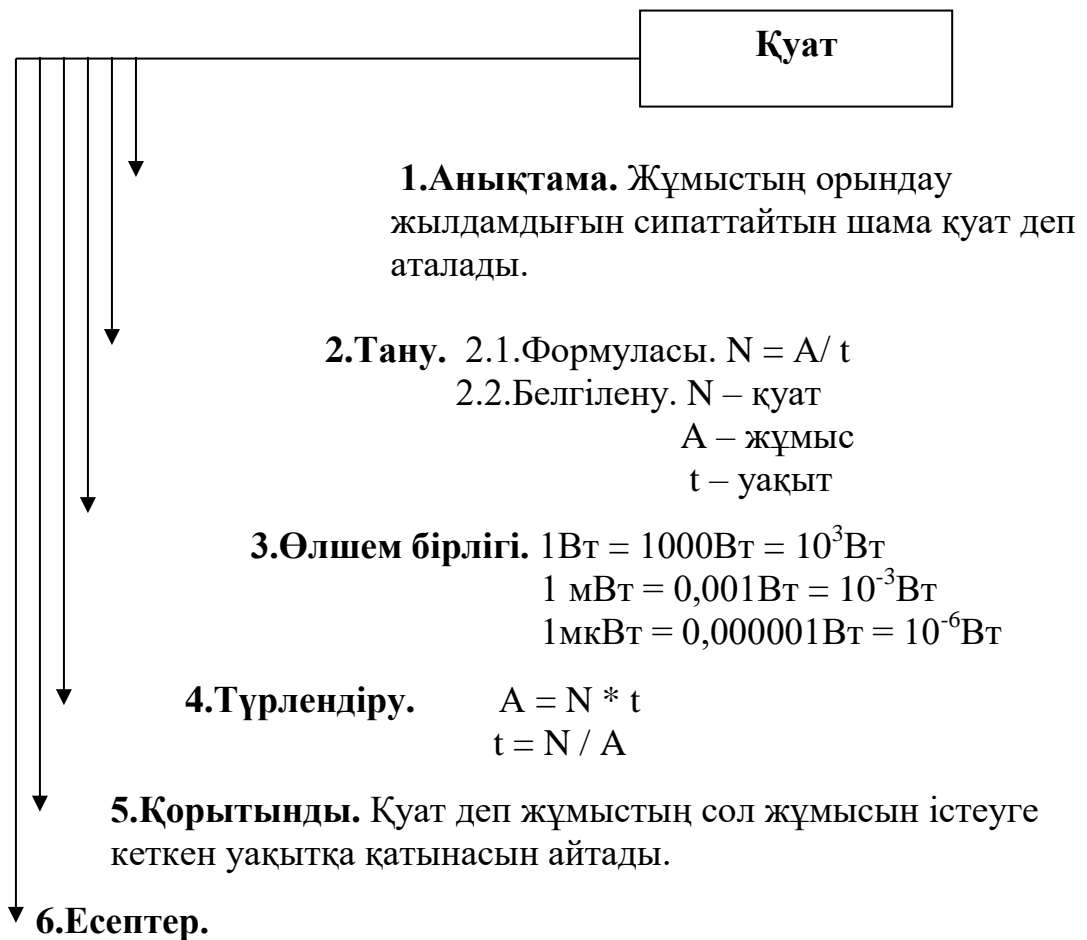 Қуат
1.Анықтама. Жұмыстың орындау
жылдамдығын сипаттайтын шама қуат деп
аталады.
2.Тану. 2.1.Формуласы. N = A/ t
2.2.Белгілену. N – қуат
A – жұмыс
t – уақыт
3.Өлшем бірлігі. 1Вт = 1000Вт = 10³Вт
1 мВт = 0,001Вт = 10⁻³Вт
1мкВт = 0,000001Вт = 10⁻⁶Вт
4.Түрлендіру. A = N * t
t = N / A
5.Қорытынды. Қуат деп жұмыстың сол жұмысын істеуге
кеткен уақытқа қатынасын айтады.
6.Есептер.